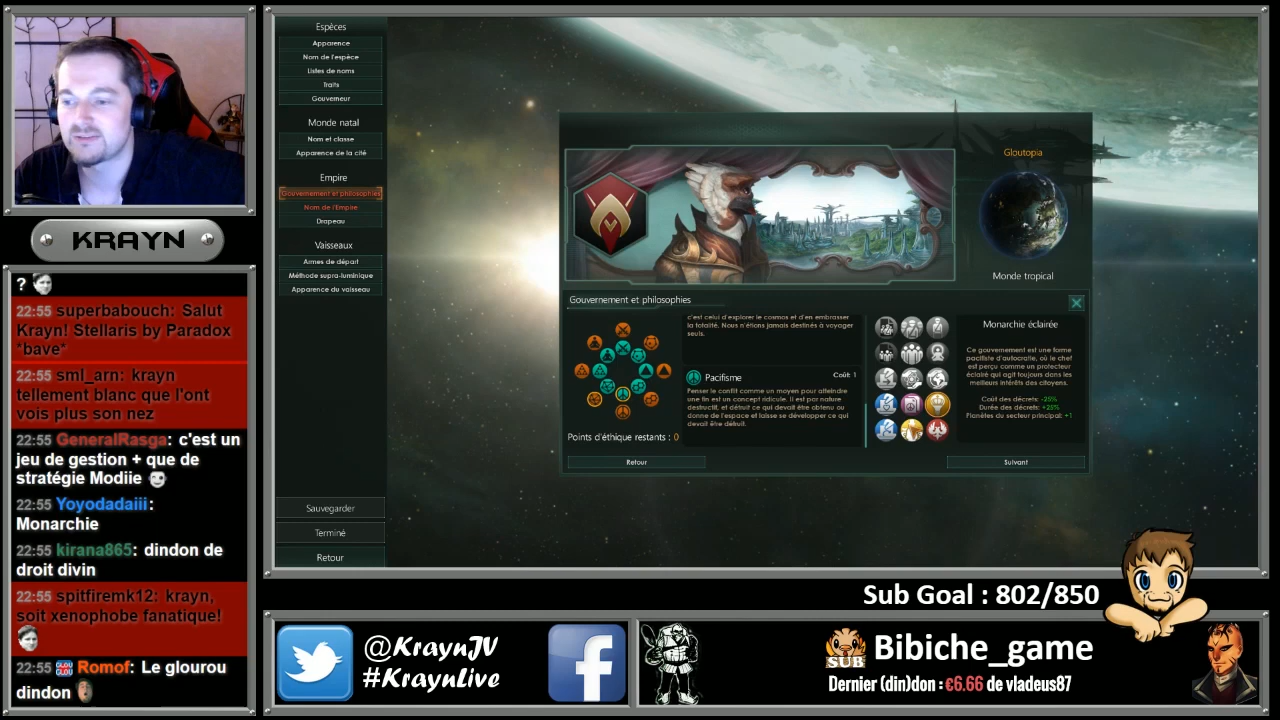 KRAYN
?
22:55 superbabouch: Salut
Krayn! Stellaris by Paradox
*bave*
22:55 sml_arn: krayn
tellement blanc que l'ont
vois plus son nez
22:55 GeneralRasga: c'est un
jeu de gestion + que de
stratégie Modiie
22:55 Yoyodadaiii:
Monarchie
22:55 kirana865: dindon de
droit divin
22:55 spitfiremk12: krayn,
soit xenophobe fanatique!
22:55 Romof: Le glourou
dindon
Espèces
Apparence
Nom de l'espèce
Listes de noms
Traits
Gouverneur
Monde natal
Nom et classe
Apparence de la cité
Empire
Gouvernement et philosophies
Nom de l'Empire
Drapeau
Vaisseaux
Armes de départ
Méthode supra-luminique
Apparence du vaisseau
Sauvegarder
Terminé
Retour
Gloutopia
Monde tropical
Gouvernement et philosophies
c'est celui d'explorer le cosmos et d'en embrasser
la totalité. Nous n'étions jamais destinés à voyager
seuls.
Pacifisme
Coût: 1
Penser le conflit comme un moyen pour atteindre
une fin est un concept ridicule. Il est par nature
destructif, et détruit ce qui devait être obtenu ou
donne de l'espace et laisse se développer ce qui
devait être détruit.
Points d'éthique restants : 0
Retour
Monarchie éclairée
Ce gouvernement est une forme
pacifiste d'autocratie, où le chef
est perçu comme un protecteur
éclairé qui agit toujours dans les
meilleurs intérêts des citoyens.
Coût des décrets: -25%
Durée des décrets: +25%
Planètes du secteur principal: +1
Suivant
Sub Goal : 802/850
@KraynJV
#KraynLive
SUB
Bibiche_game
Dernier (din)don : €6.66 de vladeus87